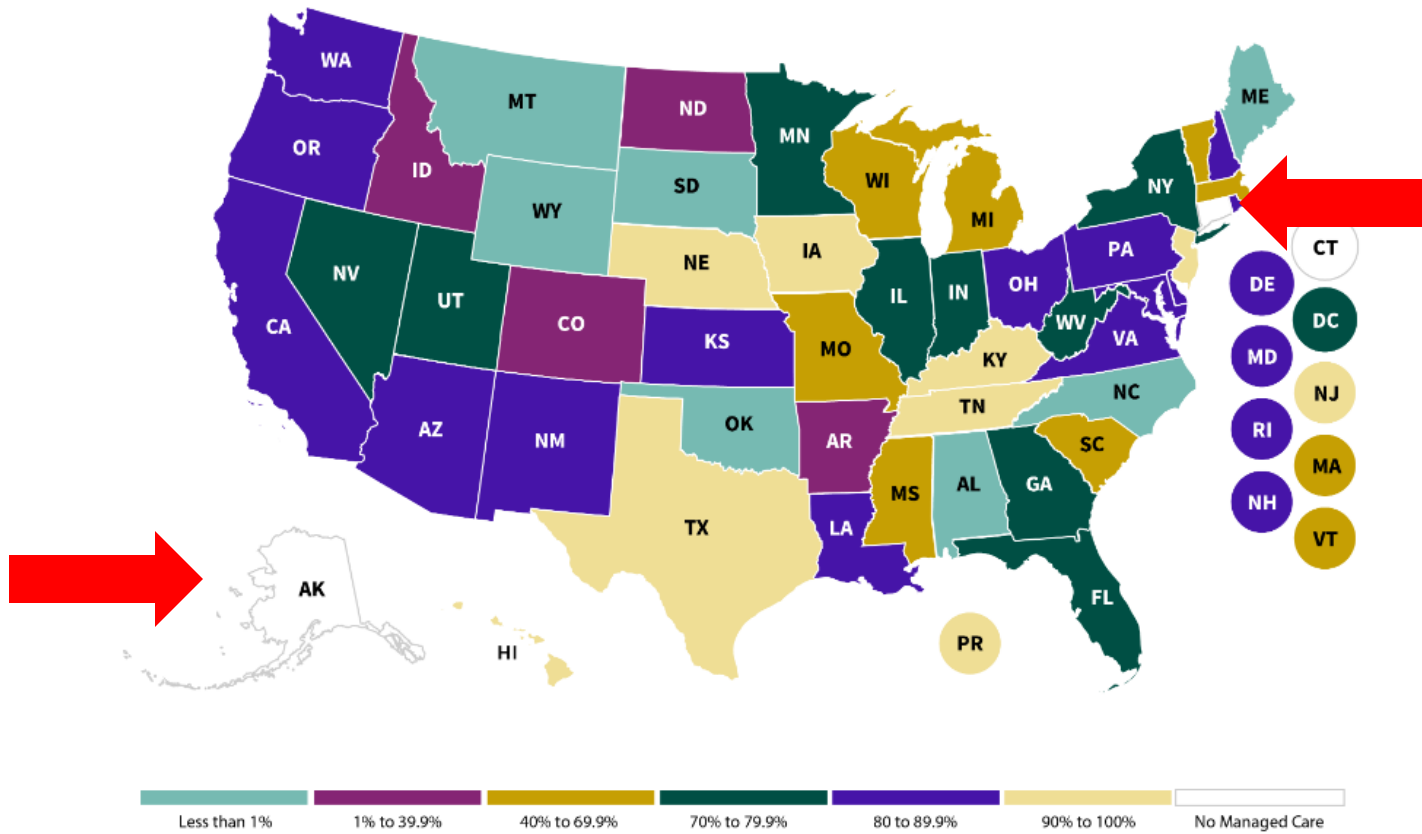 WA
MT
ND
MN
ME
OR
ID
SD
WI
NY
WY
MI
NE
IA
PA
CT
NV
UT
IL
IN
OH
DE
CA
CO
KS
MO
WV
VA
DC
KY
MD
NJ
AZ
NM
OK
AR
TN
NC
RI
SC
MA
MS
AL
GA
NH
TX
LA
VT
AK
FL
HI
PR
Less than 1%
1% to 39.9%
40% to 69.9%
70% to 79.9%
80 to 89.9%
90% to 100%
No Managed Care